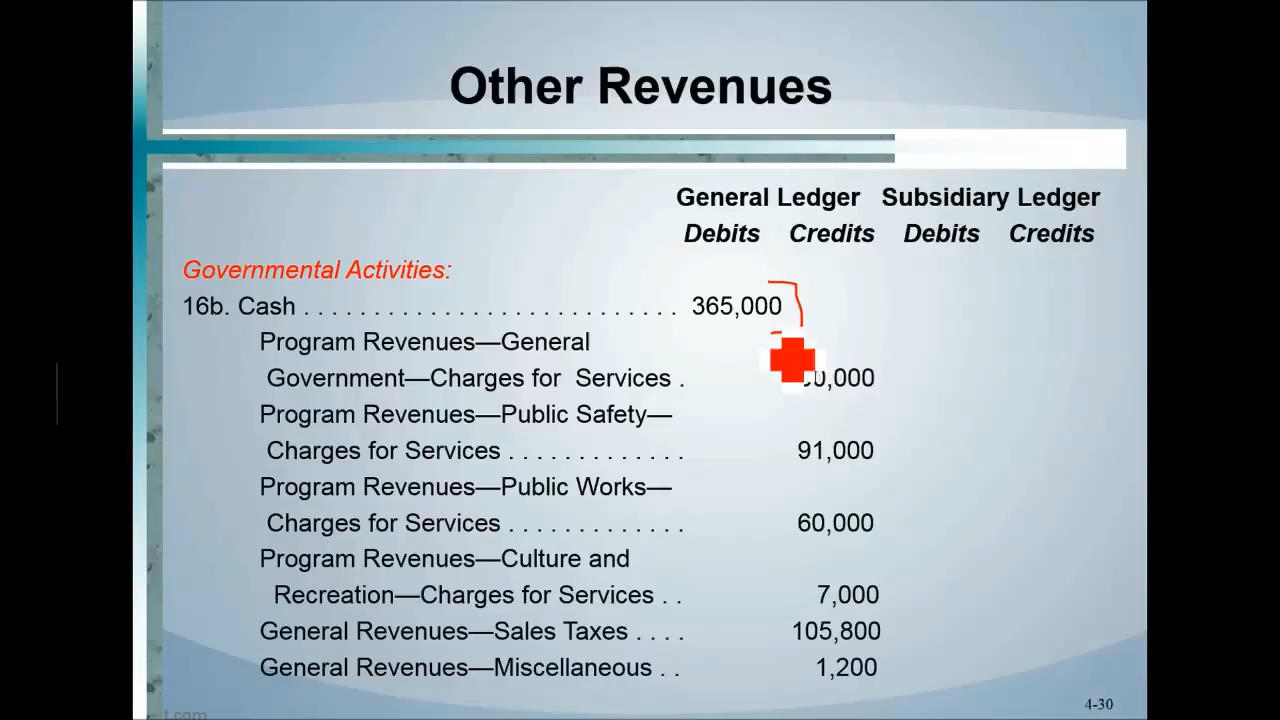 Other Revenues
General Ledger Subsidiary Ledger
Debits Credits Debits Credits
Governmental Activities:
16b. Cash . . . . . . . . . . . . . . . . . . . . . . . . . . . 365,000
Program Revenues—General
Government—Charges for Services . 0,000
Program Revenues—Public Safety—
Charges for Services . . . . . . . . . . . . . 91,000
Program Revenues—Public Works—
Charges for Services . . . . . . . . . . . . . 60,000
Program Revenues—Culture and
Recreation—Charges for Services . . 7,000
General Revenues—Sales Taxes . . . . 105,800
General Revenues—Miscellaneous . . 1,200
4-30
t.com